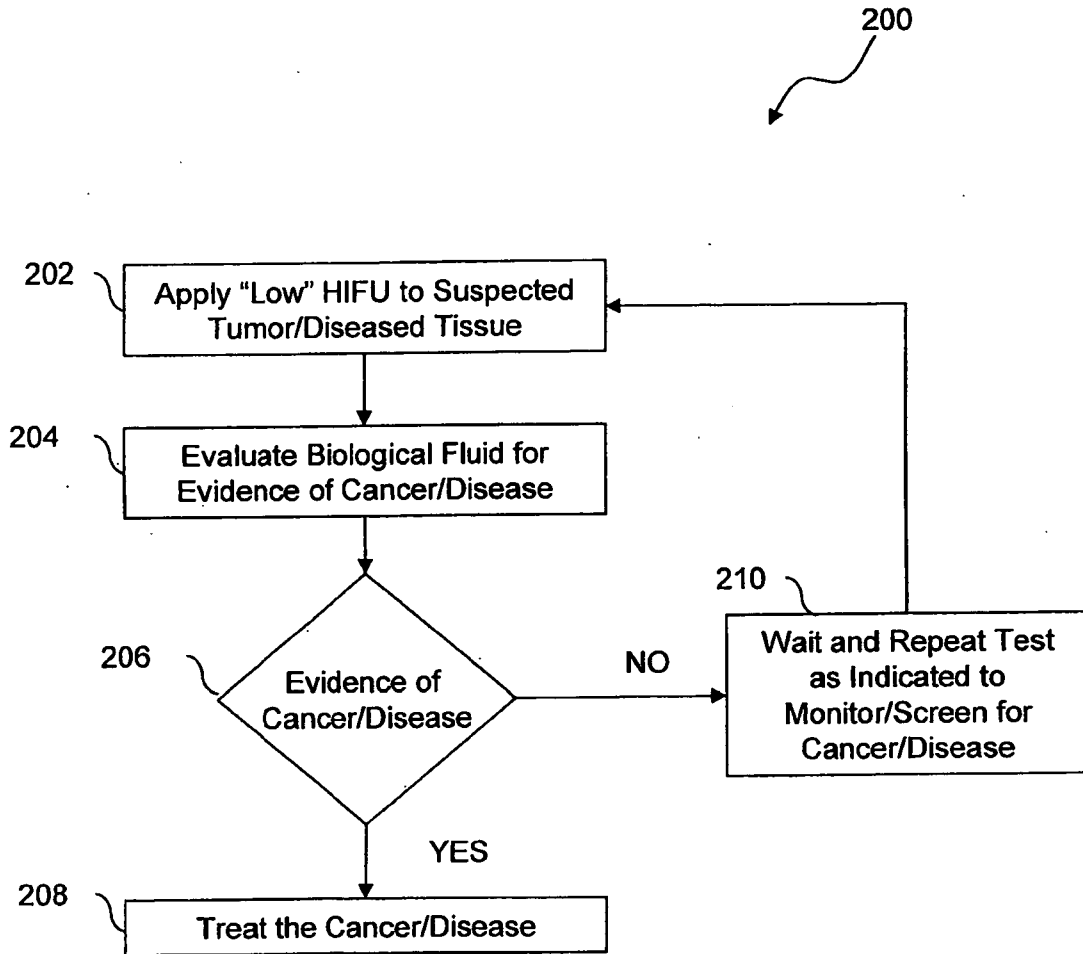 200
202
Apply “Low” HIFU to Suspected
Tumor/Diseased Tissue
204
Evaluate Biological Fluid for
Evidence of Cancer/Disease
206
Evidence of
Cancer/Disease
NO
210
Wait and Repeat Test
as Indicated to
Monitor/Screen for
Cancer/Disease
YES
208
Treat the Cancer/Disease